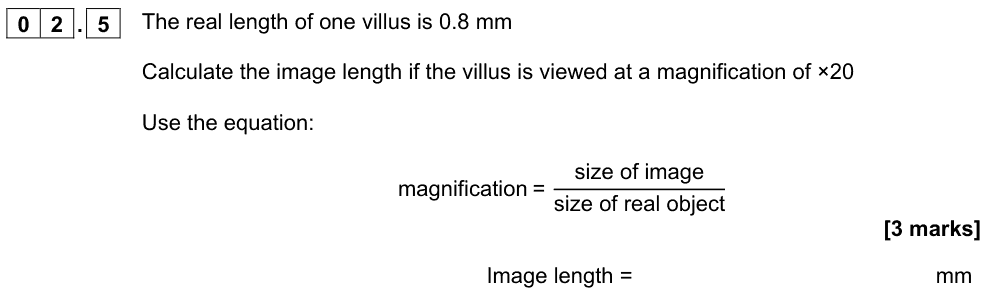 0 2 . 5 The real length of one villus is 0.8 mm
Calculate the image length if the villus is viewed at a magnification of ×20
Use the equation:
magnification = size of image / size of real object
[3 marks]
Image length = mm